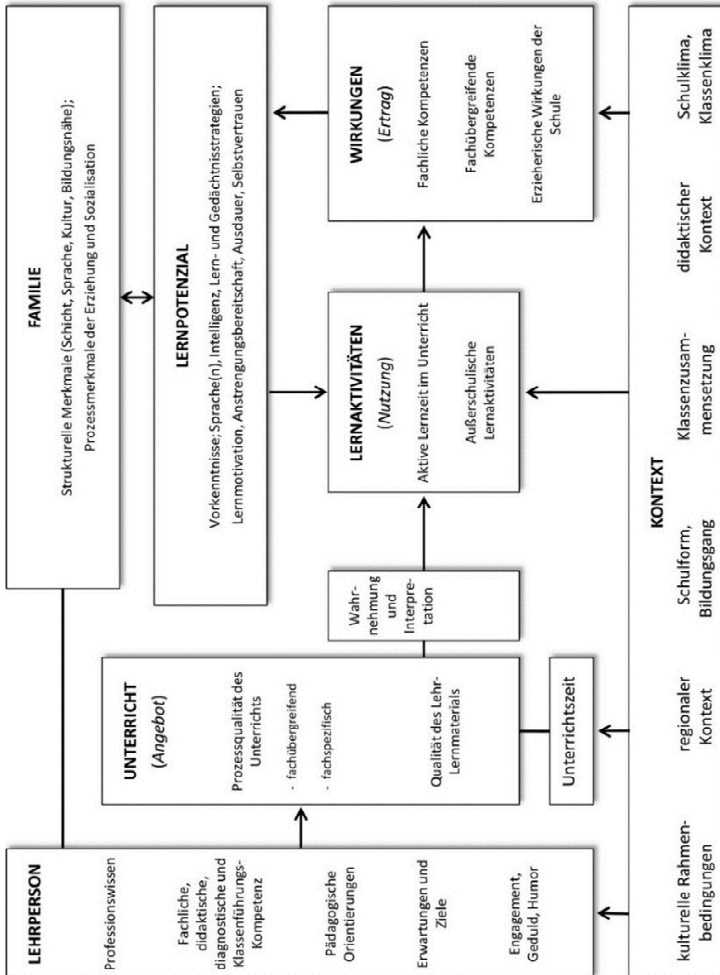 FAMILIE
Strukturelle Merkmale (Schicht, Sprache, Kultur, Bildungsnähe);
Prozessmerkmale der Erziehung und Sozialisation
LERNPOTENZIAL
Vorkenntnisse; Sprache(n), Intelligenz, Lern- und Gedächtnisstrategien;
Lernmotivation, Anstrengungsbereitschaft, Ausdauer, Selbstvertrauen
LEHRPERSON
Professionswissen
Fachliche,
didaktische,
diagnostische und
Klassenführungs-
Kompetenz
Pädagogische
Orientierungen
Erwartungen und
Ziele
Engagement,
Geduld, Humor
UNTERRICHT
(Angebot)
Prozessqualität des
Unterrichts
- fachübergreifend
- fachspezifisch
Qualität des Lehr-
Lernmaterials
Unterrichtszeit
Wahr-
nehmung
und
Interpre-
tation
LERNAKTIVITÄTEN
(Nutzung)
Aktive Lernzeit im Unterricht
Außerschulische
Lernaktivitäten
WIRKUNGEN
(Ertrag)
Fachliche Kompetenzen
Fachübergreifende
Kompetenzen
Erzieherische Wirkungen der
Schule
KONTEXT
kulturelle Rahmen-
bedingungen
regionaler
Kontext
Schulform,
Bildungsgang
Klassenzusam-
mensetzung
didaktischer
Kontext
Schulklima,
Klassenklima